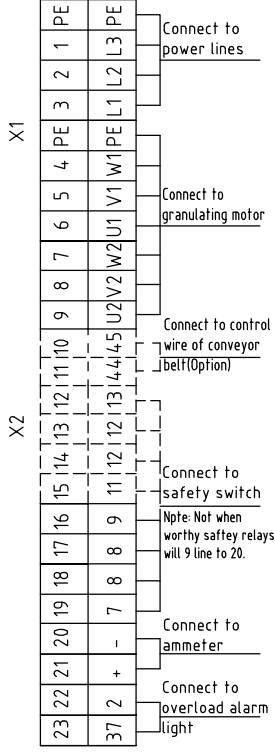 X1
PE PE
1 L3
2 L2
3 L1
Connect to
power lines
PE PE
4 W1
5 V1
6 U1
7 W2
8 V2
9 U2
Connect to
granulating motor
X2
10 45
11 44
Connect to control
wire of conveyor
belt(Option)
12 13
13 12
14 12
15 11
16 9
17 8
18 8
19 7
Connect to
safety switch
Npte: Not when
worthy saftey relays
will 9 line to 20.
20 -
21 +
Connect to
ammeter
22 2
23 37
Connect to
overload alarm
light